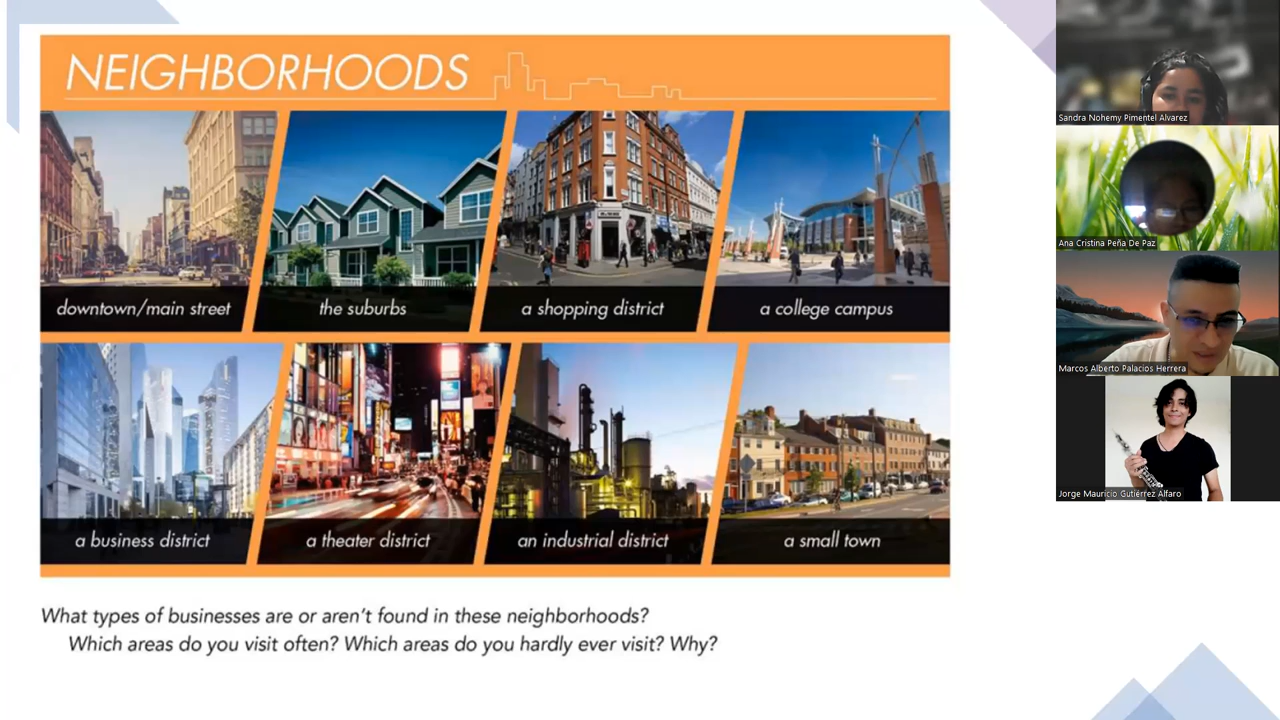 NEIGHBORHOODS
downtown/main street
the suburbs
a shopping district
a college campus
a business district
a theater district
an industrial district
a small town
What types of businesses are or aren't found in these neighborhoods?
Which areas do you visit often? Which areas do you hardly ever visit? Why?
Sandra Nohemy Pimentel Alvarez
Ana Cristina Peña De Paz
Marcos Alberto Palacios Herrera
Jorge Mauricio Gutiérrez Alfaro